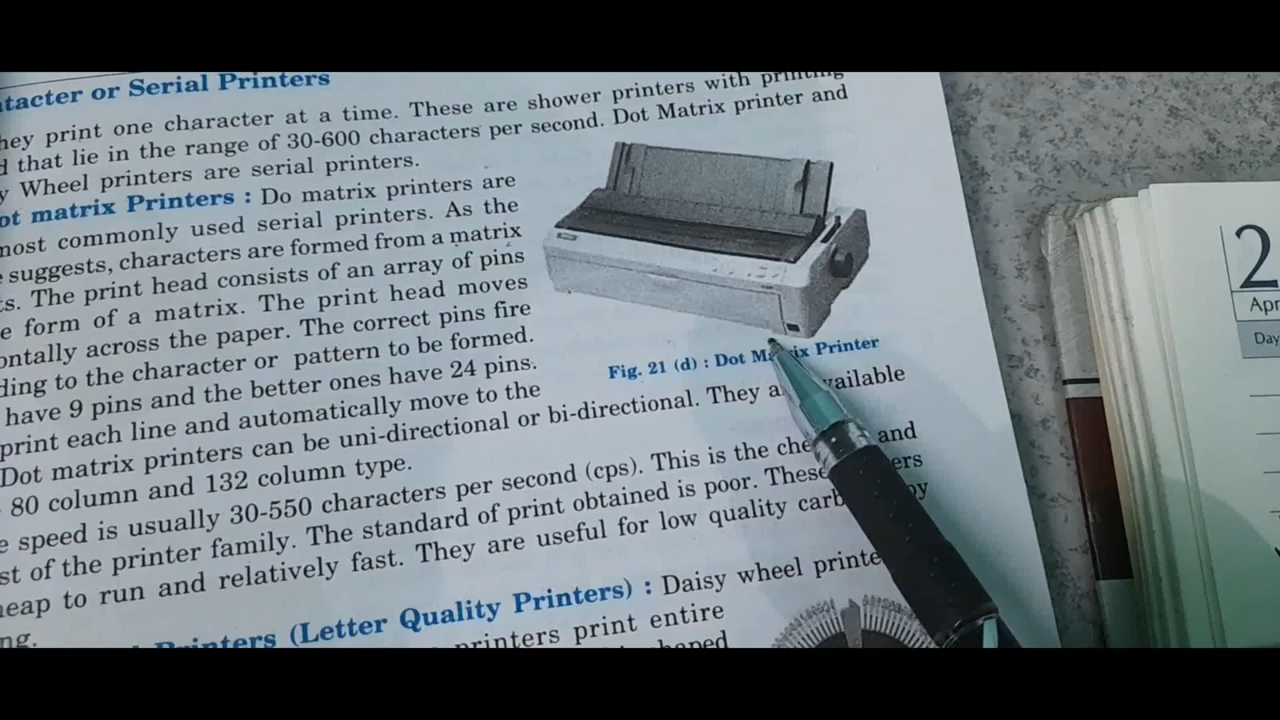 tacter or Serial Printers
hey print one character at a time. These are shower printers with printing
d that lie in the range of 30-600 characters per second. Dot Matrix printer and
y Wheel printers are serial printers.
ot matrix Printers : Do matrix printers are
most commonly used serial printers. As the
e suggests, characters are formed from a matrix
ts. The print head consists of an array of pins
e form of a matrix. The print head moves
ontally across the paper. The correct pins fire
ding to the character or pattern to be formed.
have 9 pins and the better ones have 24 pins.
print each line and automatically move to the
Dot matrix printers can be uni-directional or bi-directional. They a vailable
80 column and 132 column type.
Fig. 21 (d) : Dot Matrix Printer
e speed is usually 30-550 characters per second (cps). This is the che and
st of the printer family. The standard of print obtained is poor. These ers
heap to run and relatively fast. They are useful for low quality carb by
ng.
Printers (Letter Quality Printers) : Daisy wheel printe
printers print entire
haped
2
Apr
Day